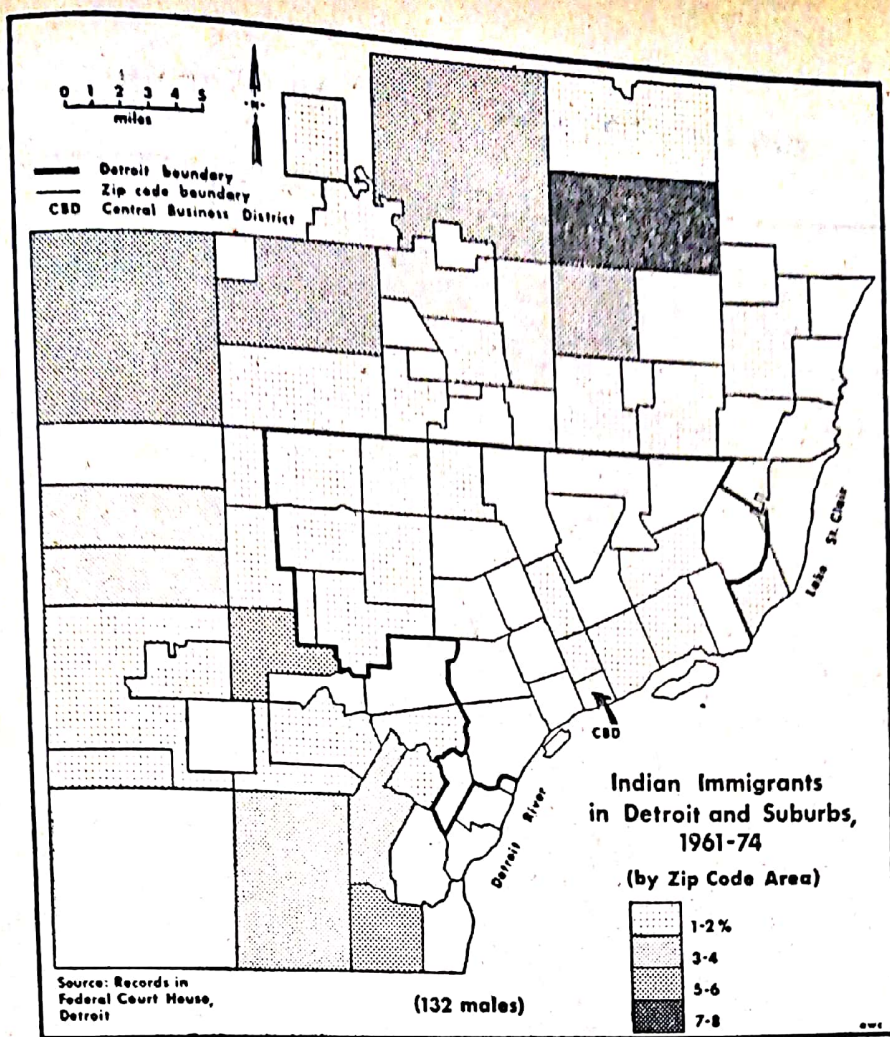 0 1 2 3 4 5
miles
N
Detroit boundary
Zip code boundary
CBD Central Business District
Lake St. Clair
CBD
Detroit River
Indian Immigrants
in Detroit and Suburbs,
1961-74
(by Zip Code Area)
1-2%
3-4
5-6
7-8
Source: Records in
Federal Court House,
Detroit
(132 males)